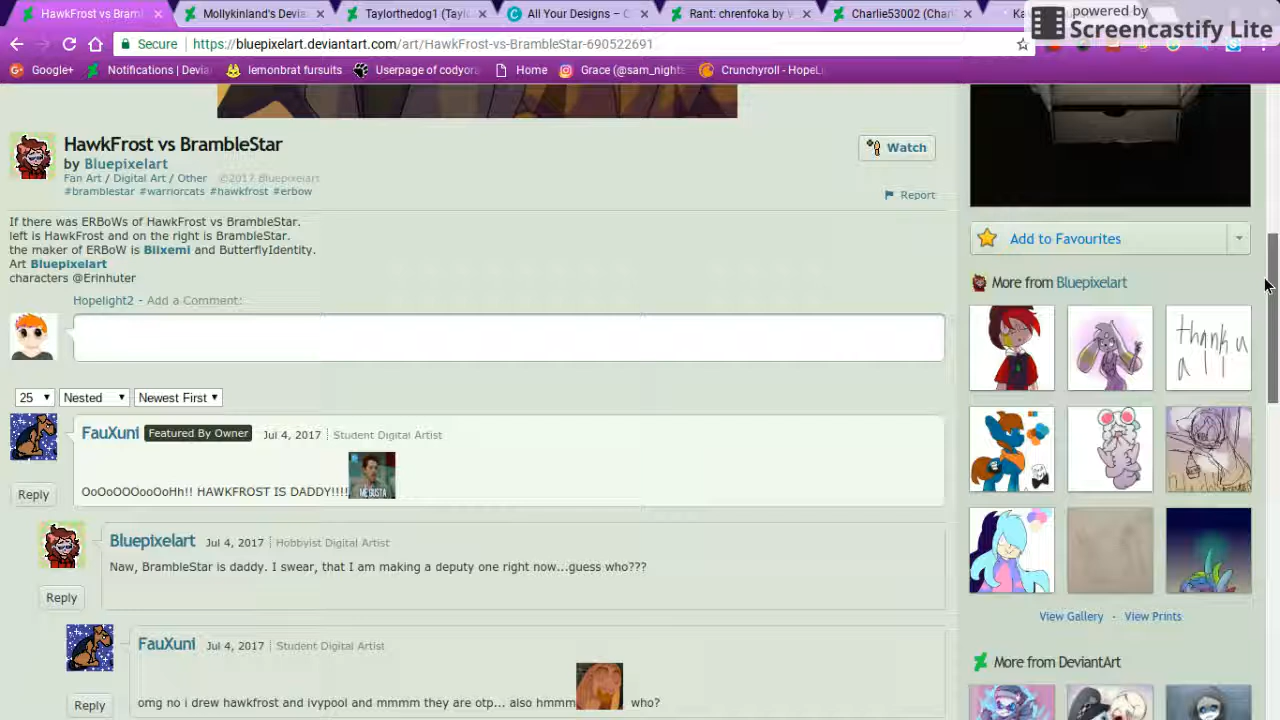 HawkFrost vs Bram
Mollykinland's Devia
Taylorthedog1 (Tayl
All Your Designs -
Rant: chrenfoka by
Charlie53002 (Chark
Ka
powered by
Screencastify Lite
Secure
https://bluepixelart.deviantart.com/art/HawkFrost-vs-BrambleStar-690522691
Google+
Notifications | Devia
lemonbrat fursuits
Userpage of codyora
Home
Grace (@sam_nights
Crunchyroll - HopeLi
HawkFrost vs BrambleStar
by Bluepixelart
Fan Art / Digital Art / Other ©2017 Bluepixelart
#bramblestar #warriorcats #hawkfrost #erbow
Watch
Report
If there was ERBoWs of HawkFrost vs BrambleStar.
left is HawkFrost and on the right is BrambleStar.
the maker of ERBoW is Blixemi and ButterflyIdentity.
Art Bluepixelart
characters @Erinhuter
Hopelight2 - Add a Comment:
25
Nested
Newest First
FauXuni Featured By Owner Jul 4, 2017 Student Digital Artist
ME GUSTA
OoOoOOOooOoHh!! HAWKFROST IS DADDY!!!!
Reply
Bluepixelart Jul 4, 2017 Hobbyist Digital Artist
Naw, BrambleStar is daddy. I swear, that I am making a deputy one right now...guess who???
Reply
FauXuni Jul 4, 2017 Student Digital Artist
omg no i drew hawkfrost and ivypool and mmmm they are otp... also hmmm who?
Reply
Add to Favourites
More from Bluepixelart
thank u
all
View Gallery · View Prints
More from DeviantArt